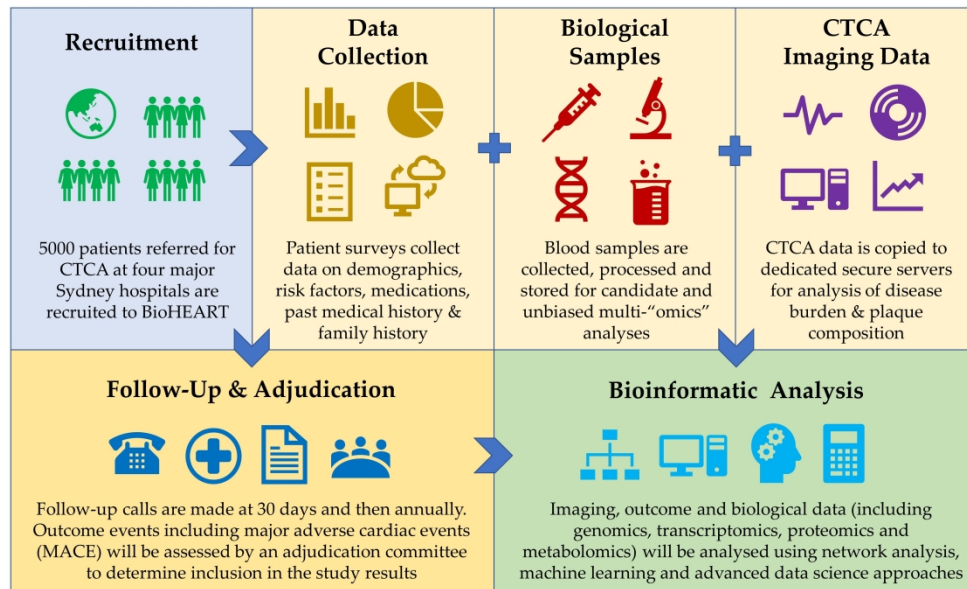 Recruitment
5000 patients referred for
CTCA at four major
Sydney hospitals are
recruited to BioHEART
Data
Collection
Patient surveys collect
data on demographics,
risk factors, medications,
past medical history &
family history
Biological
Samples
Blood samples are
collected, processed and
stored for candidate and
unbiased multi-“omics”
analyses
CTCA
Imaging Data
CTCA data is copied to
dedicated secure servers
for analysis of disease
burden & plaque
composition
Follow-Up & Adjudication
Follow-up calls are made at 30 days and then annually.
Outcome events including major adverse cardiac events
(MACE) will be assessed by an adjudication committee
to determine inclusion in the study results
Bioinformatic Analysis
Imaging, outcome and biological data (including
genomics, transcriptomics, proteomics and
metabolomics) will be analysed using network analysis,
machine learning and advanced data science approaches